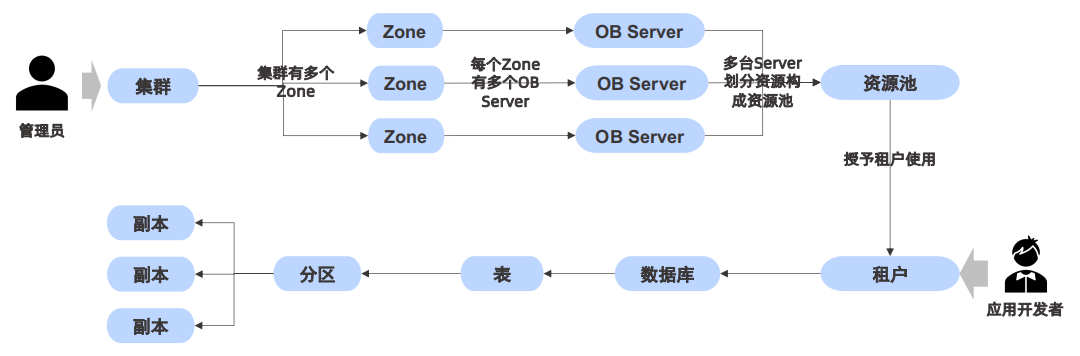 管理员
集群
集群有多个
Zone
Zone
Zone
Zone
每个Zone
有多个OB
Server
OB Server
OB Server
OB Server
多台Server
划分资源构
成资源池
资源池
授予租户使用
应用开发者
租户
数据库
表
分区
副本
副本
副本